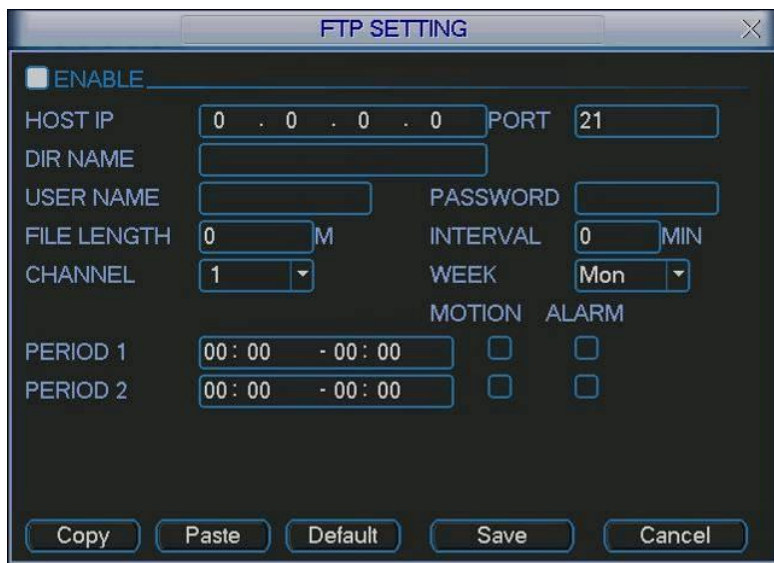 FTP SETTING
ENABLE
HOST IP 0 . 0 . 0 . 0 PORT 21
DIR NAME
USER NAME PASSWORD
FILE LENGTH 0 M INTERVAL 0 MIN
CHANNEL 1 WEEK Mon
MOTION ALARM
PERIOD 1 00: 00 - 00: 00
PERIOD 2 00: 00 - 00: 00
Copy Paste Default Save Cancel